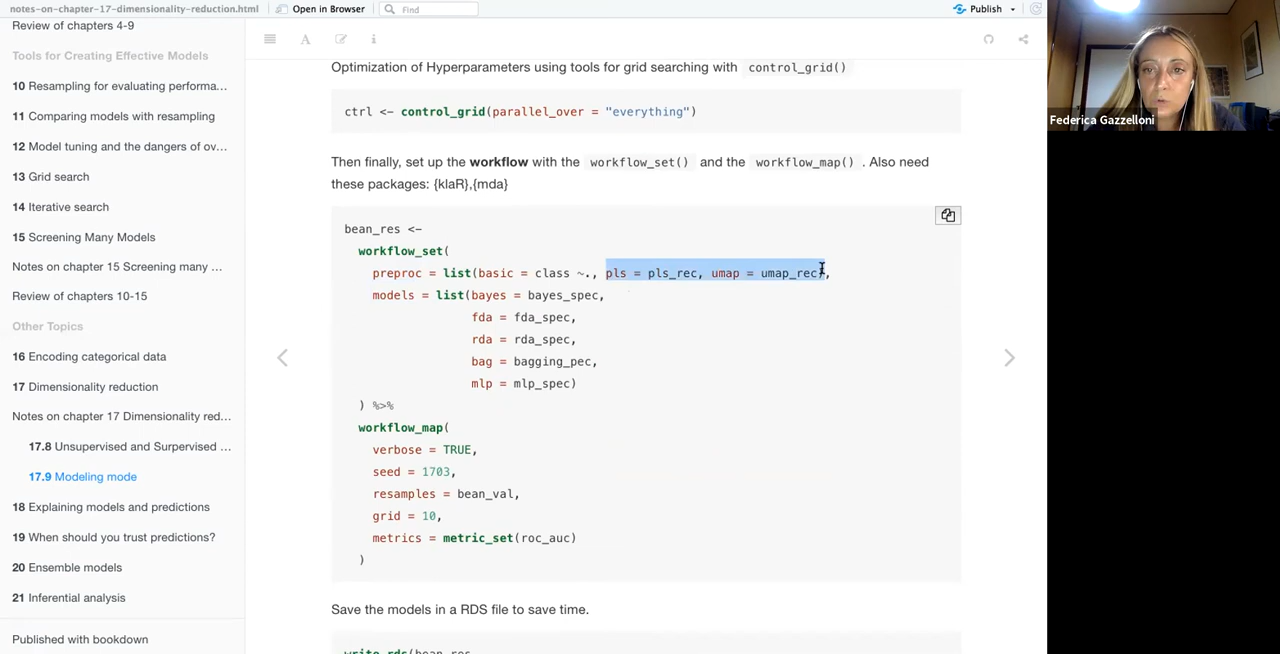 notes-on-chapter-17-dimensionality-reduction.html
Open in Browser
Find
Publish
Review of chapters 4-9
Tools for Creating Effective Models
10 Resampling for evaluating performa...
11 Comparing models with resampling
12 Model tuning and the dangers of ov...
13 Grid search
14 Iterative search
15 Screening Many Models
Notes on chapter 15 Screening many ...
Review of chapters 10-15
Other Topics
16 Encoding categorical data
17 Dimensionality reduction
Notes on chapter 17 Dimensionality red...
17.8 Unsupervised and Surpervised ...
17.9 Modeling mode
18 Explaining models and predictions
19 When should you trust predictions?
20 Ensemble models
21 Inferential analysis
Published with bookdown
A
i
Optimization of Hyperparameters using tools for grid searching with control_grid()
ctrl <- control_grid(parallel_over = "everything")
Then finally, set up the workflow with the workflow_set() and the workflow_map() . Also need
these packages: {klaR},{mda}
bean_res <-
workflow_set(
preproc = list(basic = class ~., pls = pls_rec, umap = umap_rec),
models = list(bayes = bayes_spec,
fda = fda_spec,
rda = rda_spec,
bag = bagging_pec,
mlp = mlp_spec)
) %>%
workflow_map(
verbose = TRUE,
seed = 1703,
resamples = bean_val,
grid = 10,
metrics = metric_set(roc_auc)
)
Save the models in a RDS file to save time.
write_rds(bean_res,
Federica Gazzelloni